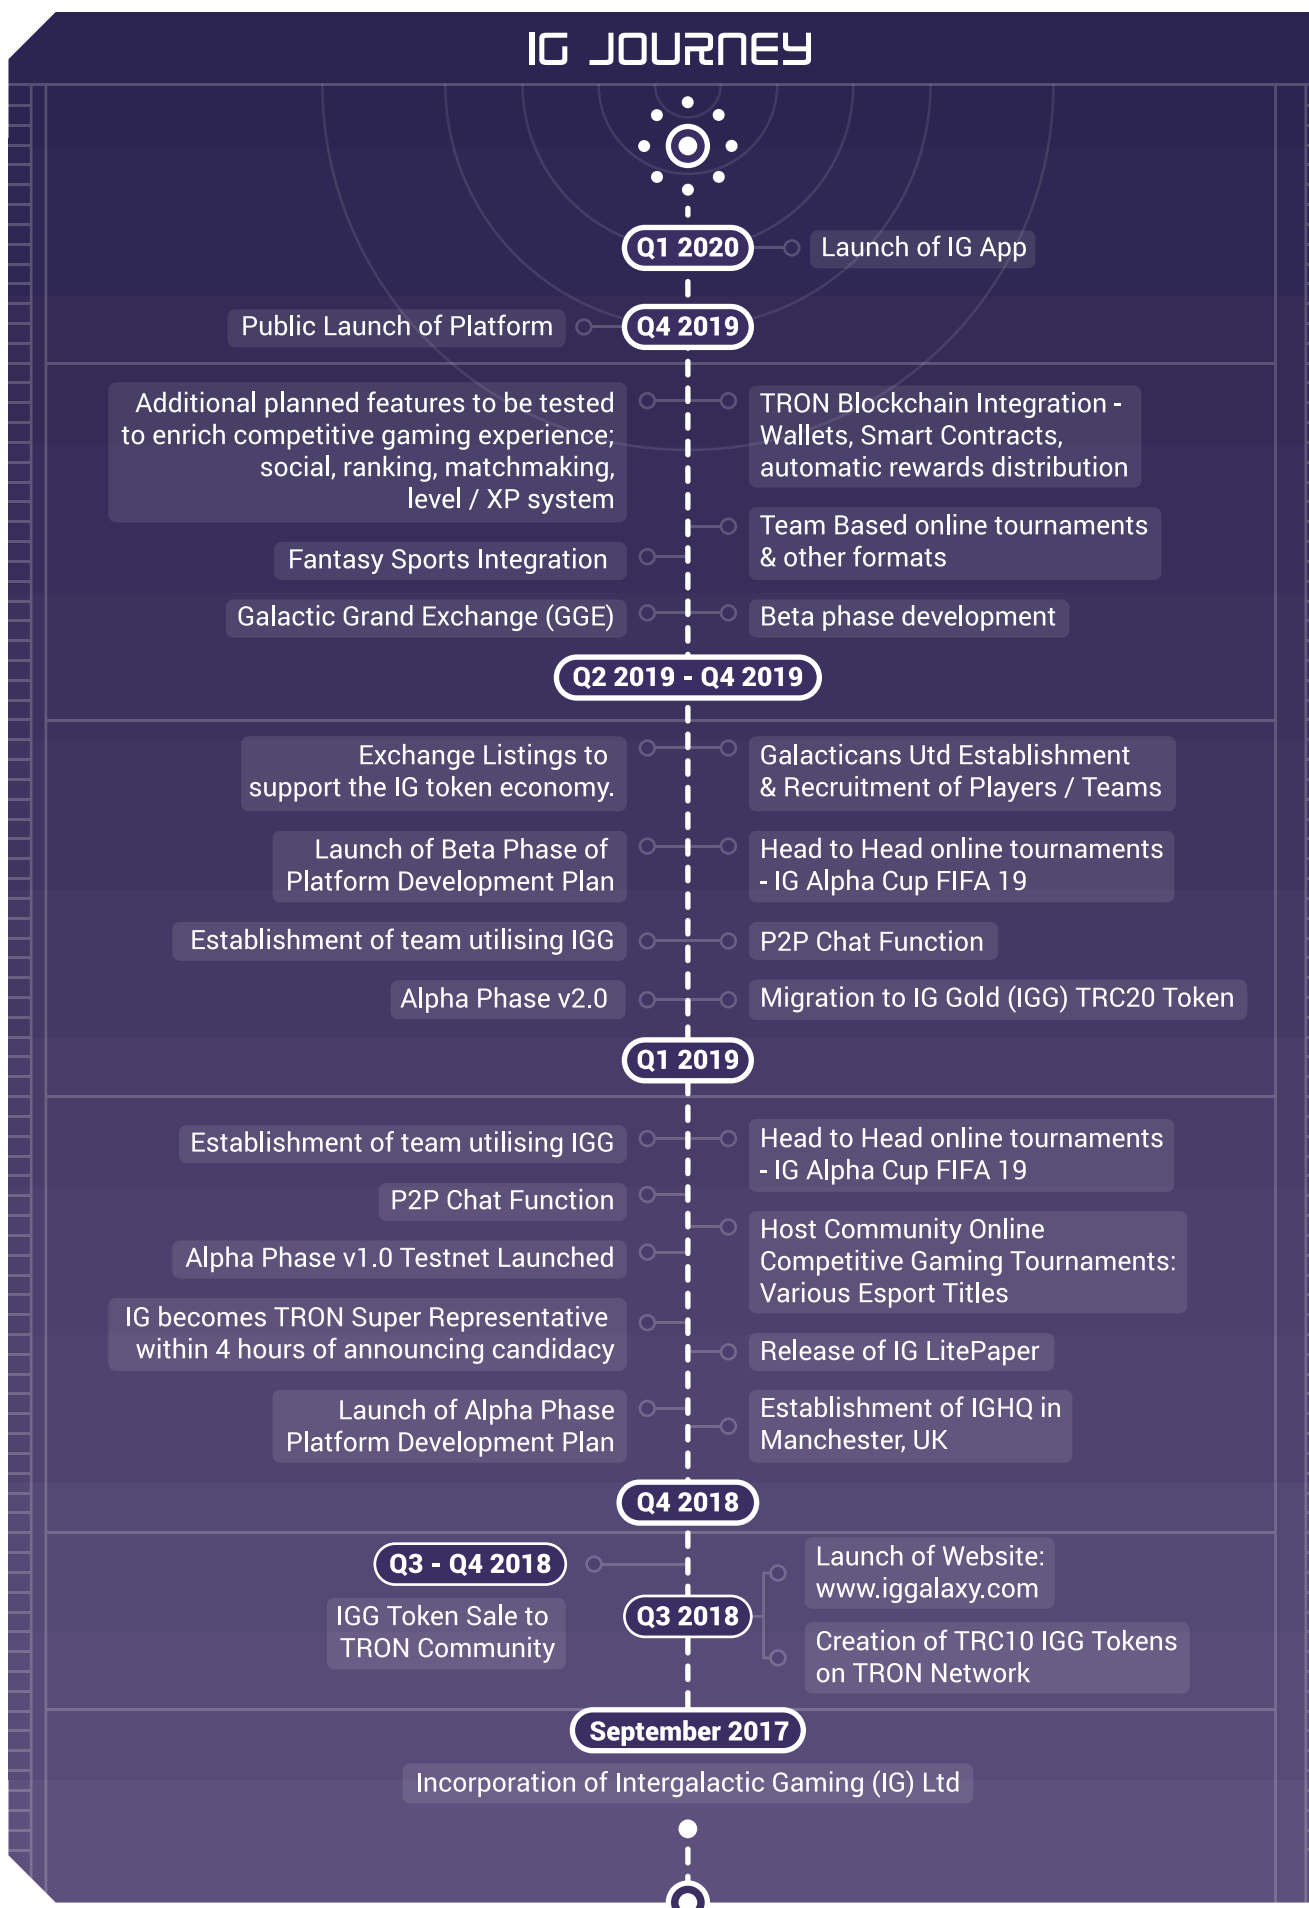 IG JOURNEY
Q1 2020
Launch of IG App
Public Launch of Platform
Q4 2019
Additional planned features to be tested
to enrich competitive gaming experience;
social, ranking, matchmaking,
level / XP system
TRON Blockchain Integration -
Wallets, Smart Contracts,
automatic rewards distribution
Team Based online tournaments
& other formats
Fantasy Sports Integration
Galactic Grand Exchange (GGE)
Beta phase development
Q2 2019 - Q4 2019
Exchange Listings to
support the IG token economy.
Galacticans Utd Establishment
& Recruitment of Players / Teams
Launch of Beta Phase of
Platform Development Plan
Head to Head online tournaments
- IG Alpha Cup FIFA 19
Establishment of team utilising IGG
P2P Chat Function
Alpha Phase v2.0
Migration to IG Gold (IGG) TRC20 Token
Q1 2019
Establishment of team utilising IGG
Head to Head online tournaments
- IG Alpha Cup FIFA 19
P2P Chat Function
Host Community Online
Competitive Gaming Tournaments:
Various Esport Titles
Alpha Phase v1.0 Testnet Launched
IG becomes TRON Super Representative
within 4 hours of announcing candidacy
Release of IG LitePaper
Launch of Alpha Phase
Platform Development Plan
Establishment of IGHQ in
Manchester, UK
Q4 2018
Q3 - Q4 2018
IGG Token Sale to
TRON Community
Q3 2018
Launch of Website:
www.iggalaxy.com
Creation of TRC10 IGG Tokens
on TRON Network
September 2017
Incorporation of Intergalactic Gaming (IG) Ltd